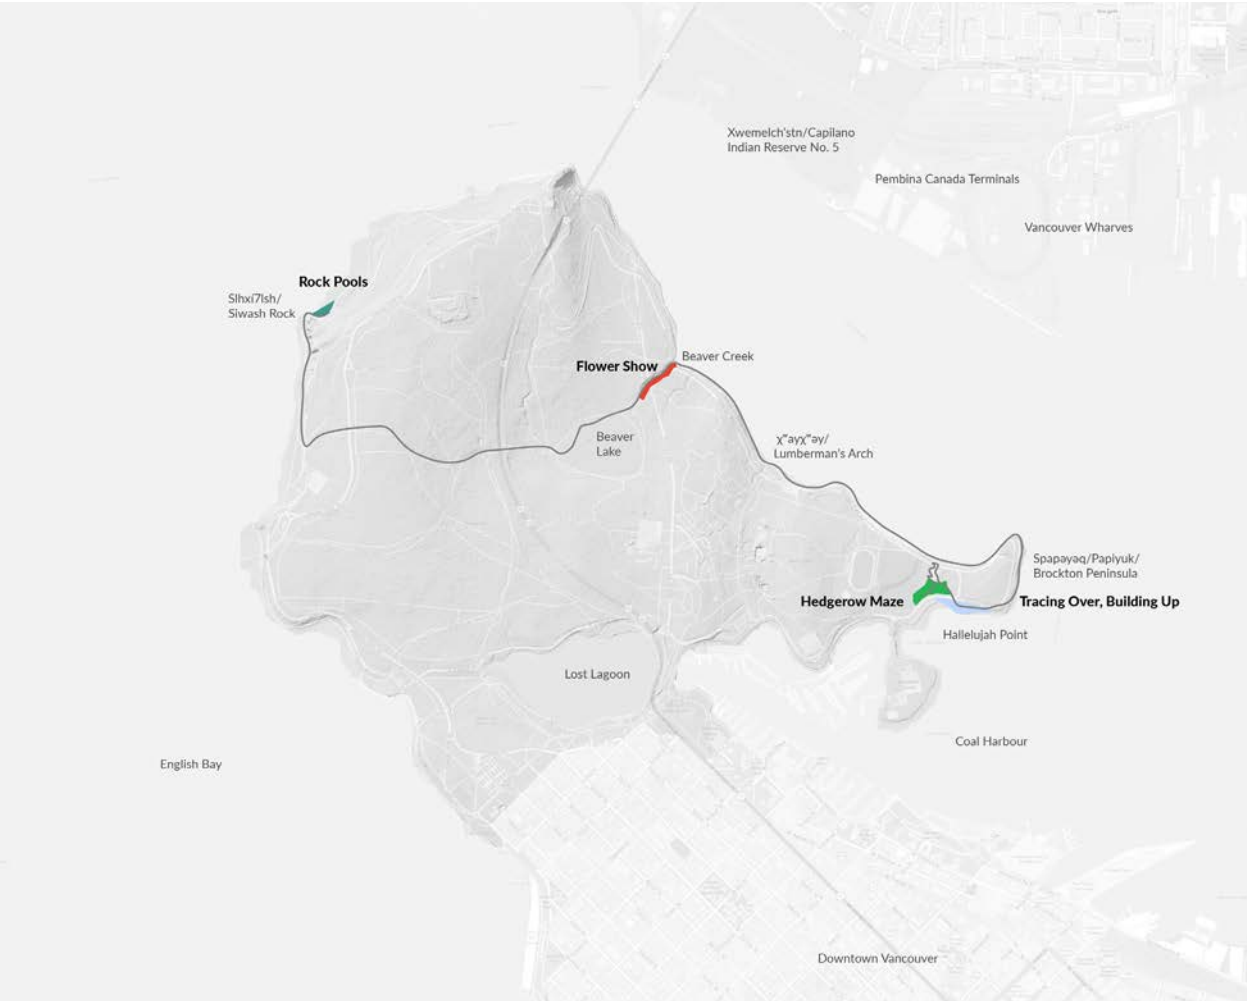 Xwemelch'stn/Capilano
Indian Reserve No. 5
Pembina Canada Terminals
Vancouver Wharves
Rock Pools
Slhxí7lsh/
Siwash Rock
Flower Show
Beaver Creek
Beaver
Lake
χʷayχʷəy/
Lumberman's Arch
Spapəyəq/Papiyuk/
Brockton Peninsula
Hedgerow Maze
Tracing Over, Building Up
Hallelujah Point
Lost Lagoon
Coal Harbour
English Bay
Downtown Vancouver